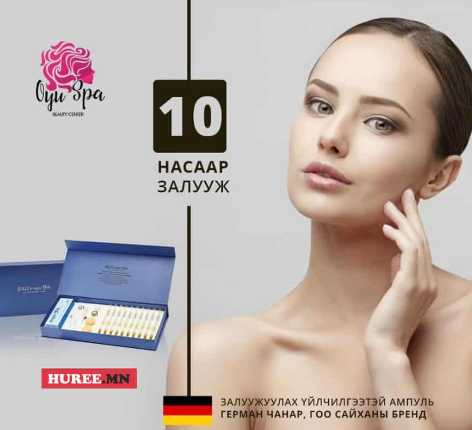 Oyu Spa
BEAUTY CENTER
10
НАСААР
ЗАЛУУЖ
HUREE.MN
ЗАЛУУЖУУЛАХ ҮЙЛЧИЛГЭЭТЭЙ АМПУЛЬ
ГЕРМАН ЧАНАР, ГОО САЙХАНЫ БРЕНД